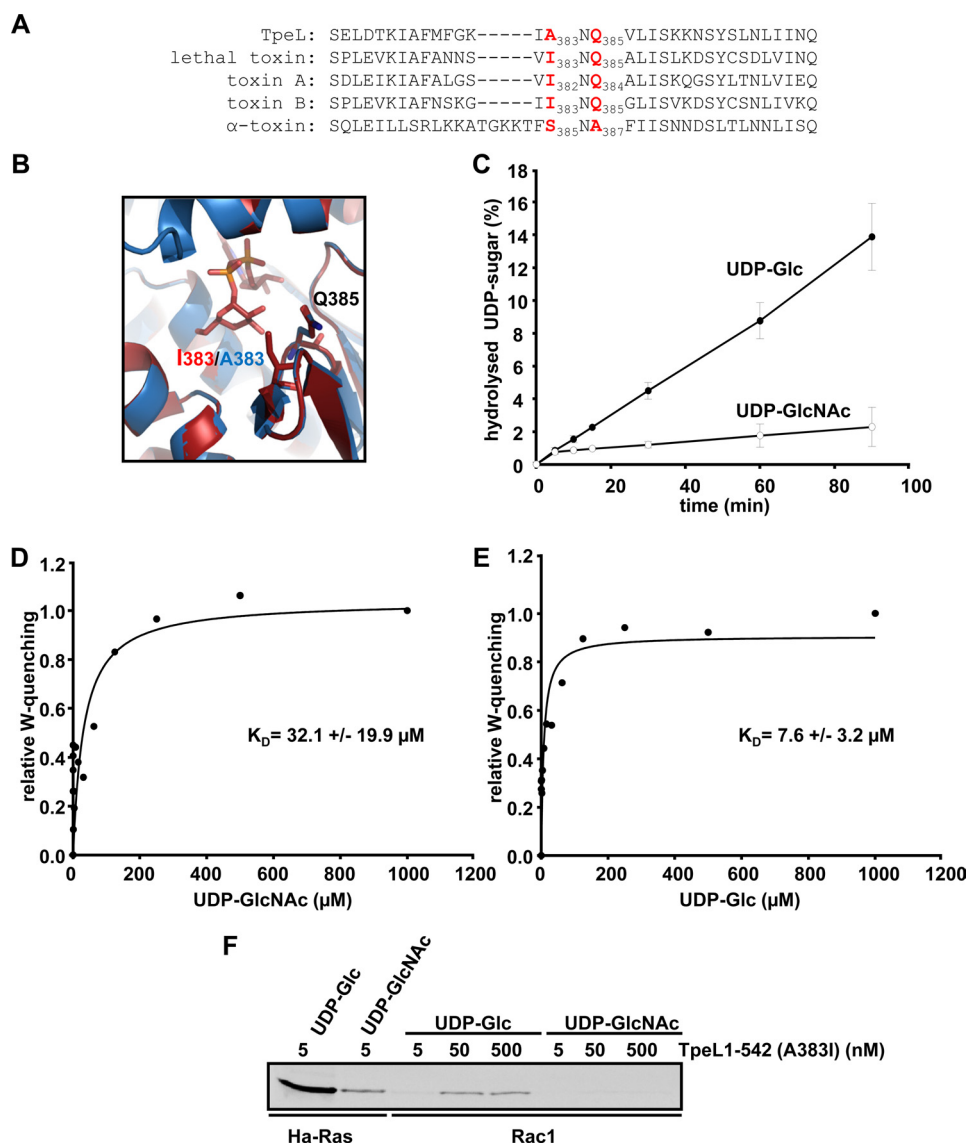 A
TpeL: SELDTKIAFMFGK-----IA383NQ385VLISKKNSYSLNLIINQ
lethal toxin: SPLEVKIAFANNS-----VI383NQ385ALISLKDSYCSDLVINQ
toxin A: SDLEIKIAFALGS-----VI382NQ384ALISKQGSYLTNLVIEQ
toxin B: SPLEVKIAFNSKG-----II383NQ385GLISVKDSYCSNLIVKQ
α-toxin: SQLEILLSRLKKATGKKTFS385NA387FIISNNDSLTLNNLISQ
B
Q385
I383/A383
C
hydrolysed UDP-sugar (%)
18
16
14
12
10
8
6
4
2
0
UDP-Glc
UDP-GlcNAc
0 20 40 60 80 100
time (min)
D
relative W-quenching
1.2
1.0
0.8
0.6
0.4
0.2
0.0
KD= 32.1 +/- 19.9 µM
0 200 400 600 800 1000 1200
UDP-GlcNAc (µM)
E
relative W-quenching
1.2
1.0
0.8
0.6
0.4
0.2
0.0
KD= 7.6 +/- 3.2 µM
0 200 400 600 800 1000 1200
UDP-Glc (µM)
F
UDP-Glc
UDP-GlcNAc
UDP-Glc UDP-GlcNAc
5 5 5 50 500 5 50 500 TpeL1-542 (A383I) (nM)
Ha-Ras Rac1